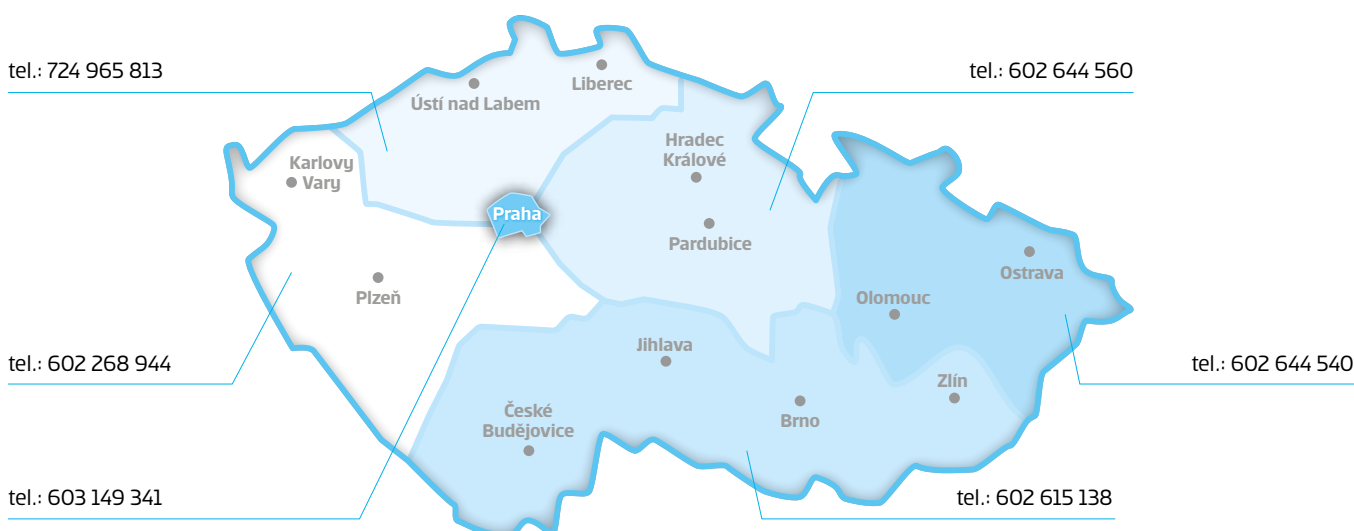 tel.: 724 965 813
tel.: 602 644 560
Liberec
Ústí nad Labem
Hradec
Králové
Karlovy
Vary
Praha
Pardubice
Ostrava
Plzeň
Olomouc
Jihlava
tel.: 602 268 944
tel.: 602 644 540
Zlín
České
Budějovice
Brno
tel.: 603 149 341
tel.: 602 615 138